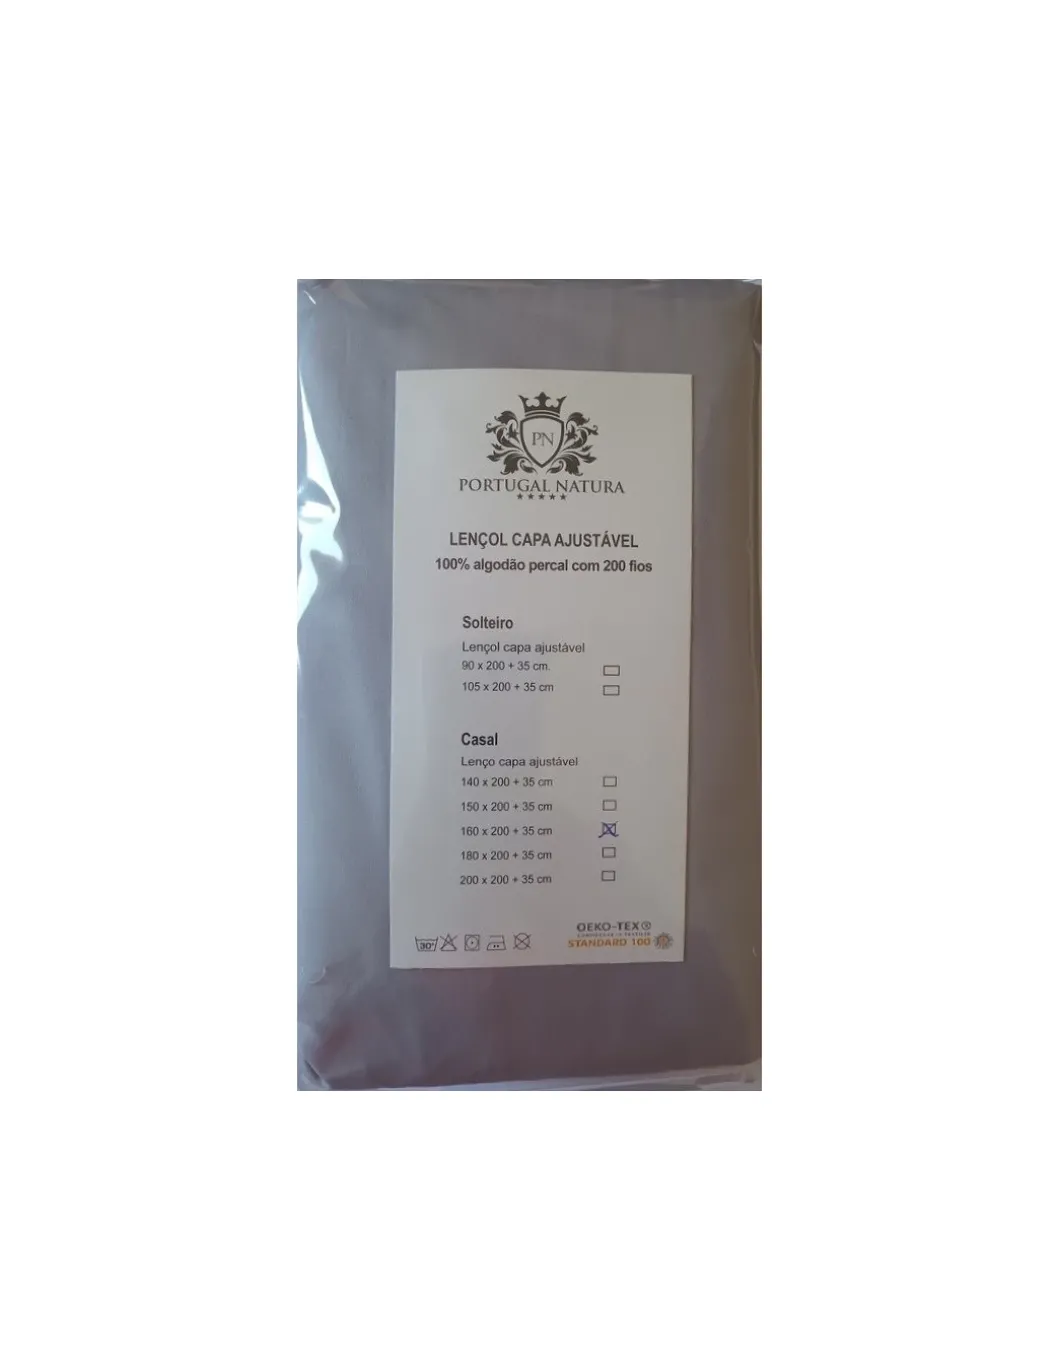 PN
PORTUGAL NATURA
LENÇOL CAPA AJUSTÁVEL
100% algodão percal com 200 fios
Solteiro
Lençol capa ajustável
90 x 200 + 35 cm.
105 x 200 + 35 cm
Casal
Lenço capa ajustável
140 x 200 + 35 cm
150 x 200 + 35 cm
160 x 200 + 35 cm
180 x 200 + 35 cm
200 x 200 + 35 cm
30°
OEKO-TEX®
STANDARD 100